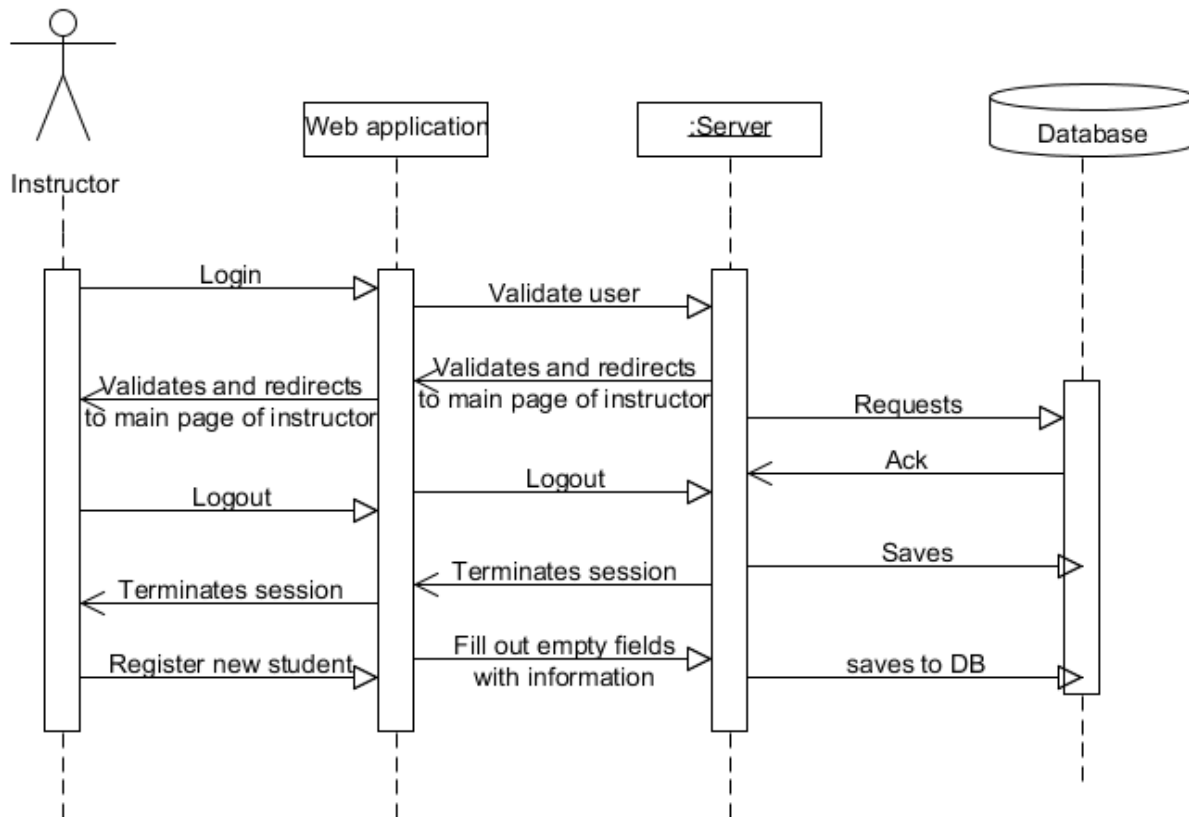 Web application
:Server
Database
Instructor
Login
Validate user
Validates and redirects
to main page of instructor
Validates and redirects
to main page of instructor
Requests
Ack
Logout
Logout
Saves
Terminates session
Terminates session
Fill out empty fields
with information
Register new student
saves to DB